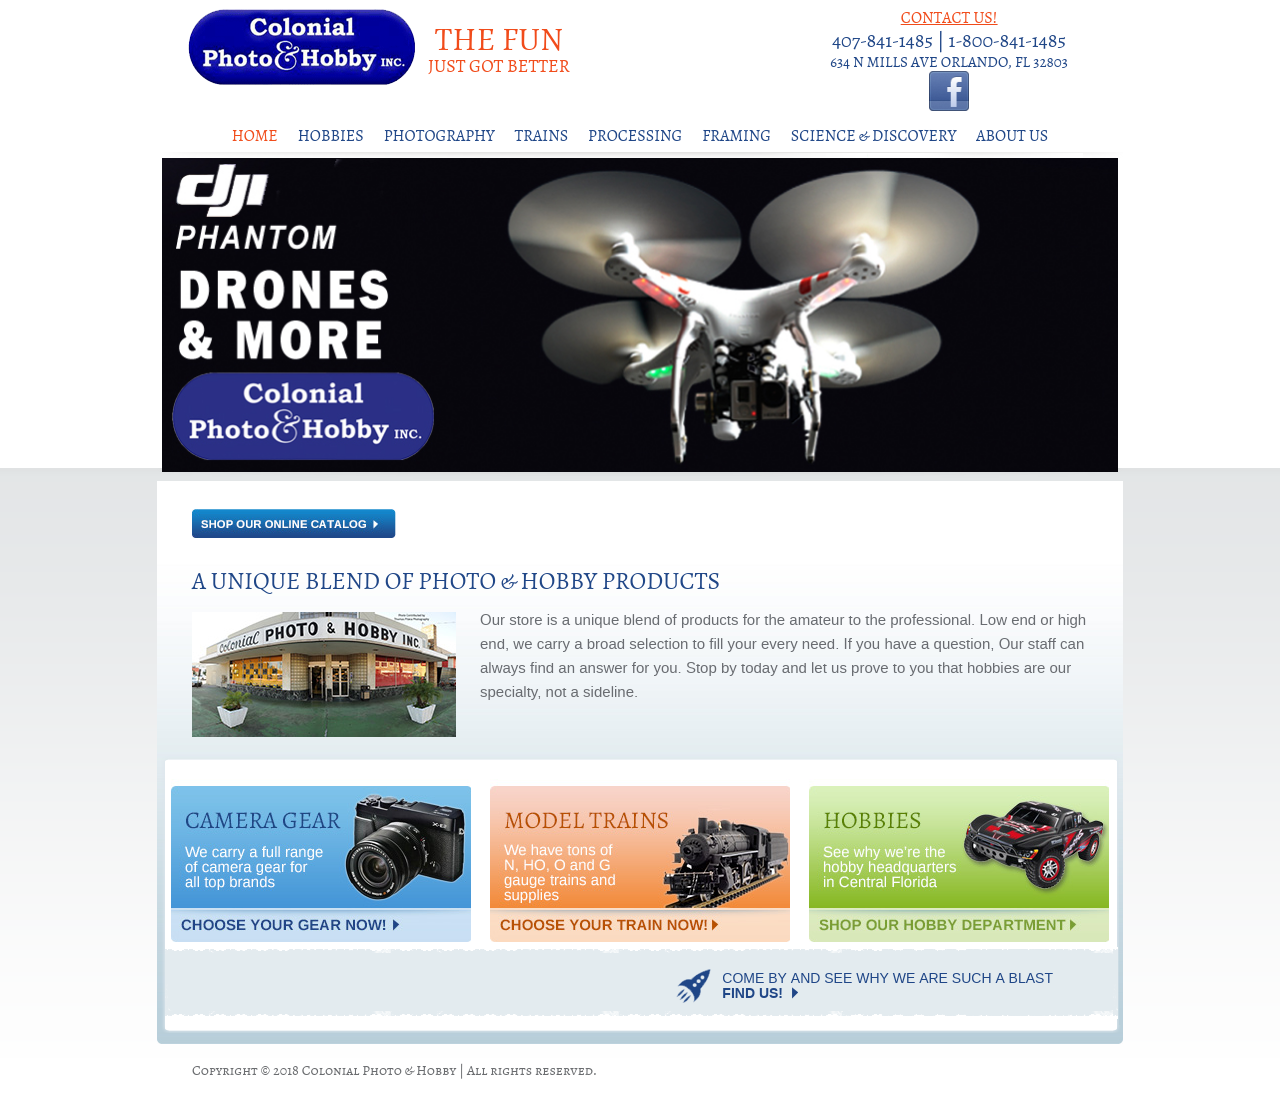 Colonial
Photo & Hobby INC.
THE FUN
JUST GOT BETTER
CONTACT US!
407-841-1485 | 1-800-841-1485
634 N MILLS AVE ORLANDO, FL 32803
f
HOME HOBBIES PHOTOGRAPHY TRAINS PROCESSING FRAMING SCIENCE & DISCOVERY ABOUT US
dji
PHANTOM
DRONES
& MORE
Colonial
Photo & Hobby INC.
SHOP OUR ONLINE CATALOG
A UNIQUE BLEND OF PHOTO & HOBBY PRODUCTS
Colonial PHOTO & HOBBY INC.
Our store is a unique blend of products for the amateur to the professional. Low end or high
end, we carry a broad selection to fill your every need. If you have a question, Our staff can
always find an answer for you. Stop by today and let us prove to you that hobbies are our
specialty, not a sideline.
CAMERA GEAR
We carry a full range
of camera gear for
all top brands
CHOOSE YOUR GEAR NOW!
MODEL TRAINS
We have tons of
N, HO, O and G
gauge trains and
supplies
CHOOSE YOUR TRAIN NOW!
HOBBIES
See why we're the
hobby headquarters
in Central Florida
SHOP OUR HOBBY DEPARTMENT
COME BY AND SEE WHY WE ARE SUCH A BLAST
FIND US!
Copyright © 2018 Colonial Photo & Hobby | All rights reserved.